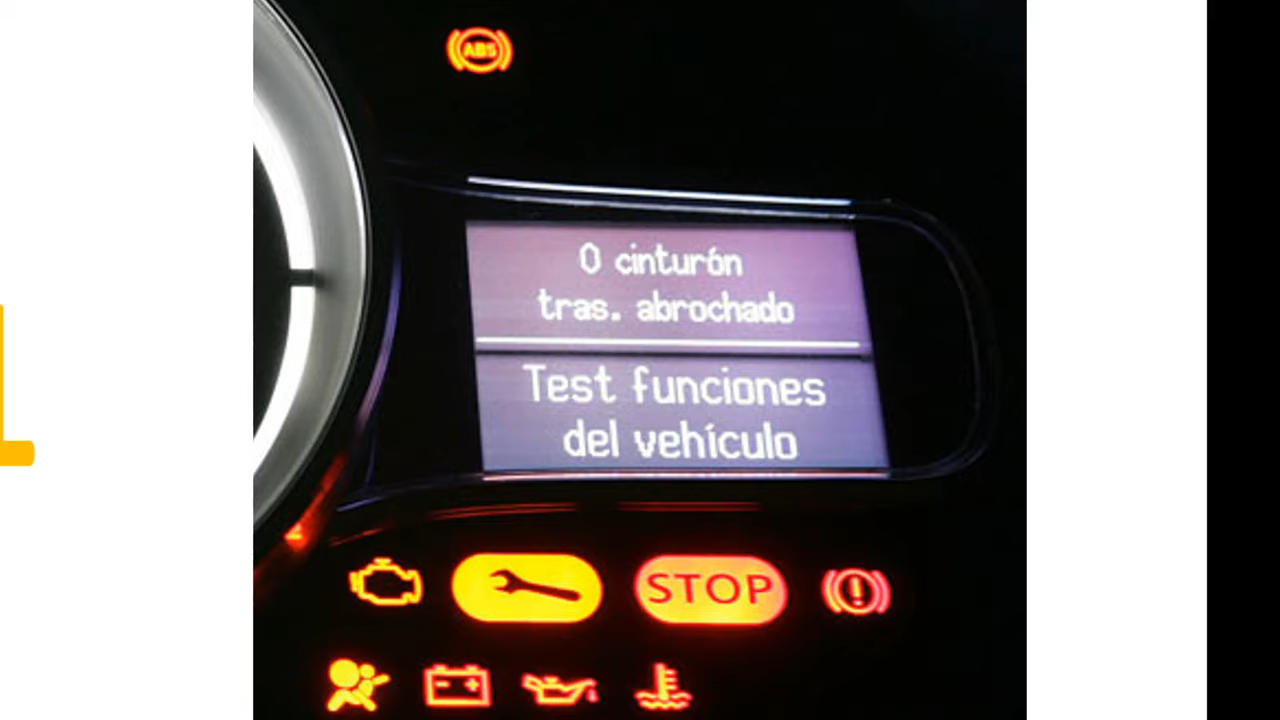 ABS
0 cinturón
tras. abrochado
Test funciones
del vehículo
STOP